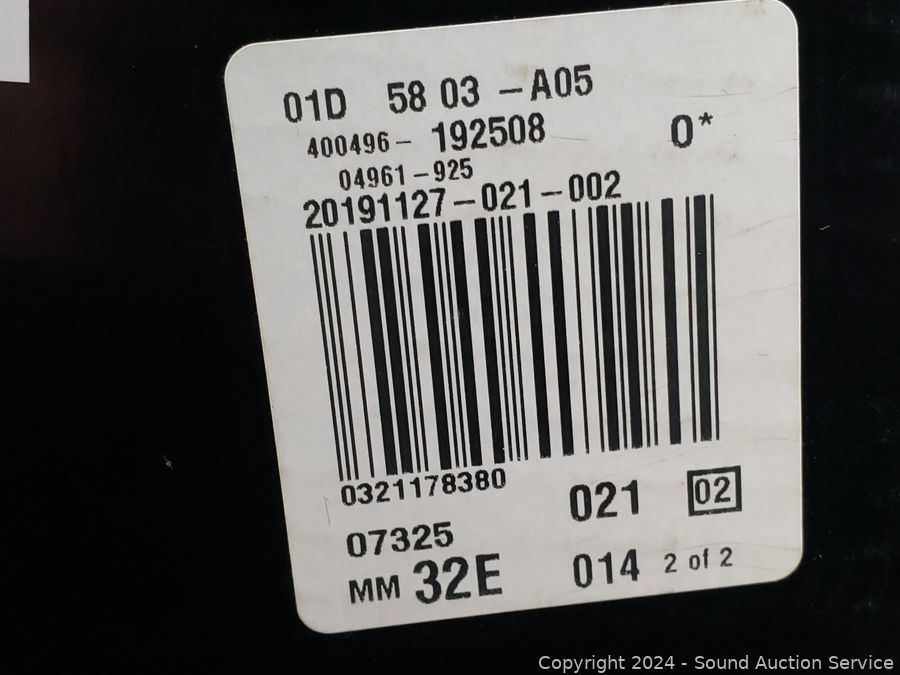 01D 58 03 -A05
400496- 192508 0*
04961-925
20191127-021-002
0321178380
021 02
07325
MM 32E 014 2 of 2
Copyright 2024 - Sound Auction Service